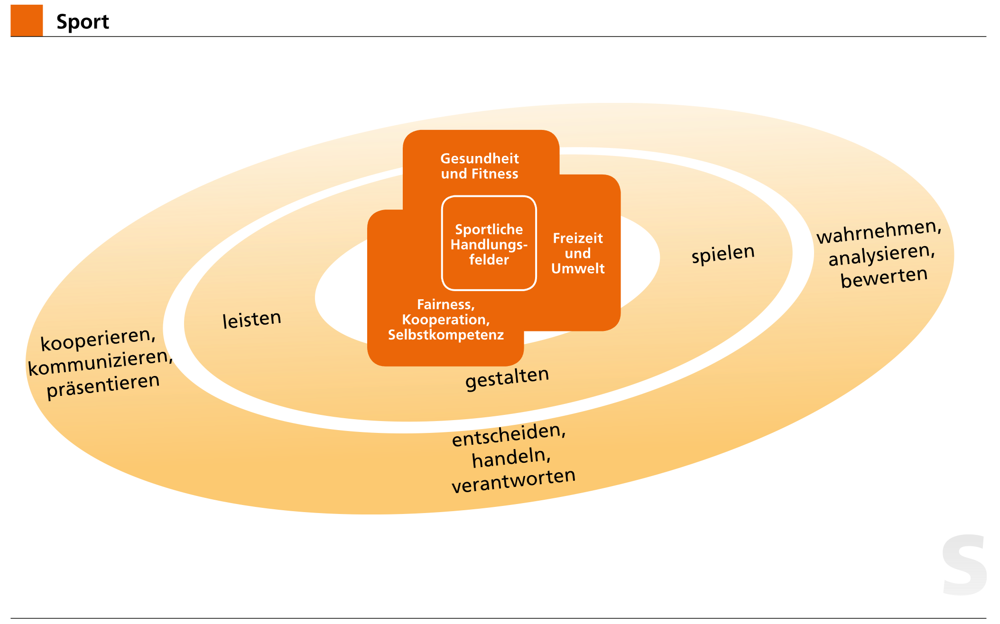 Sport
Gesundheit
und Fitness
Sportliche
Handlungs-
felder
Freizeit
und
Umwelt
Fairness,
Kooperation,
Selbstkompetenz
leisten
spielen
gestalten
wahrnehmen,
analysieren,
bewerten
kooperieren,
kommunizieren,
präsentieren
entscheiden,
handeln,
verantworten
S